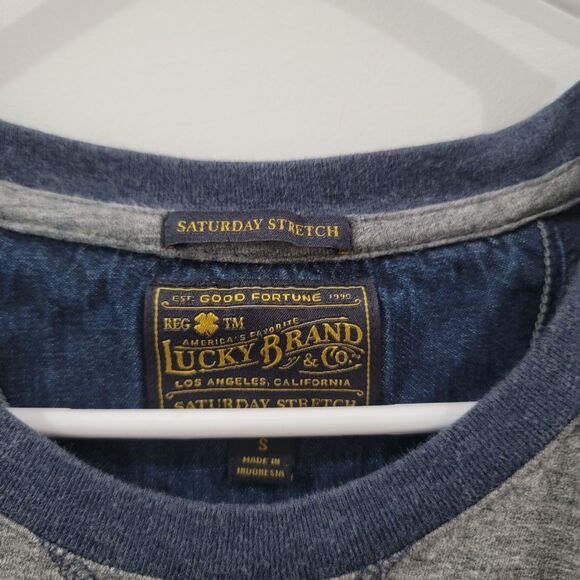 SATURDAY STRETCH
EST. GOOD FORTUNE 1990
REG TM
AMERICA'S FAVORITE
LUCKY BRAND
& CO.
LOS ANGELES, CALIFORNIA
SATURDAY STRETCH
S
MADE IN
INDONESIA